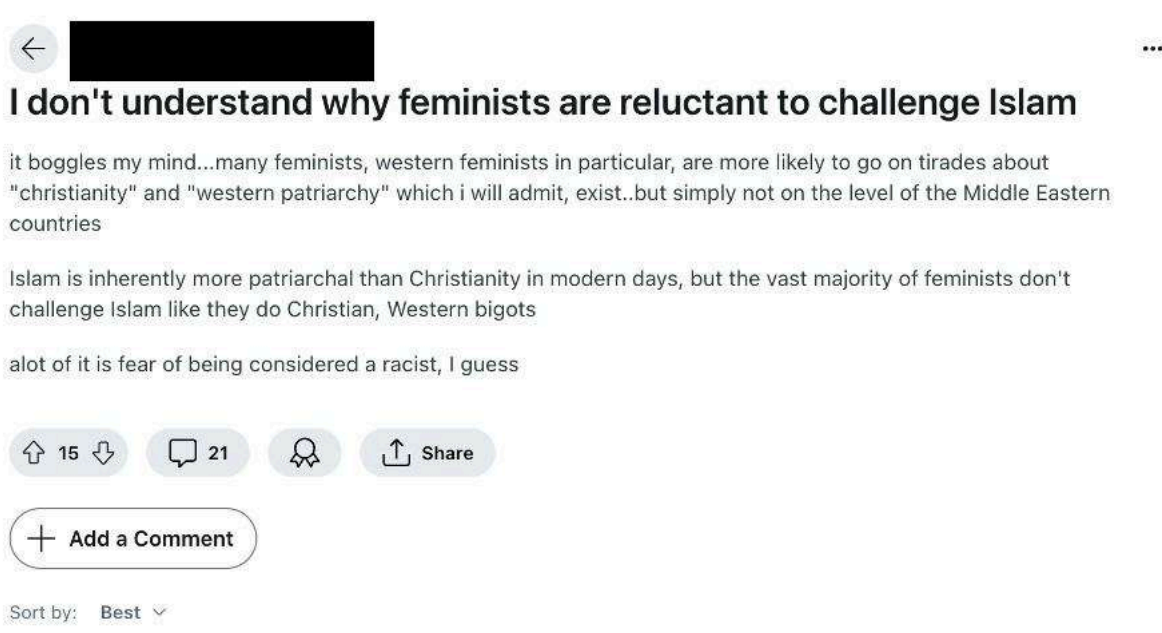 I don't understand why feminists are reluctant to challenge Islam
it boggles my mind...many feminists, western feminists in particular, are more likely to go on tirades about
"christianity" and "western patriarchy" which i will admit, exist..but simply not on the level of the Middle Eastern
countries
Islam is inherently more patriarchal than Christianity in modern days, but the vast majority of feminists don't
challenge Islam like they do Christian, Western bigots
alot of it is fear of being considered a racist, I guess
15 21 Share
Add a Comment
Sort by: Best